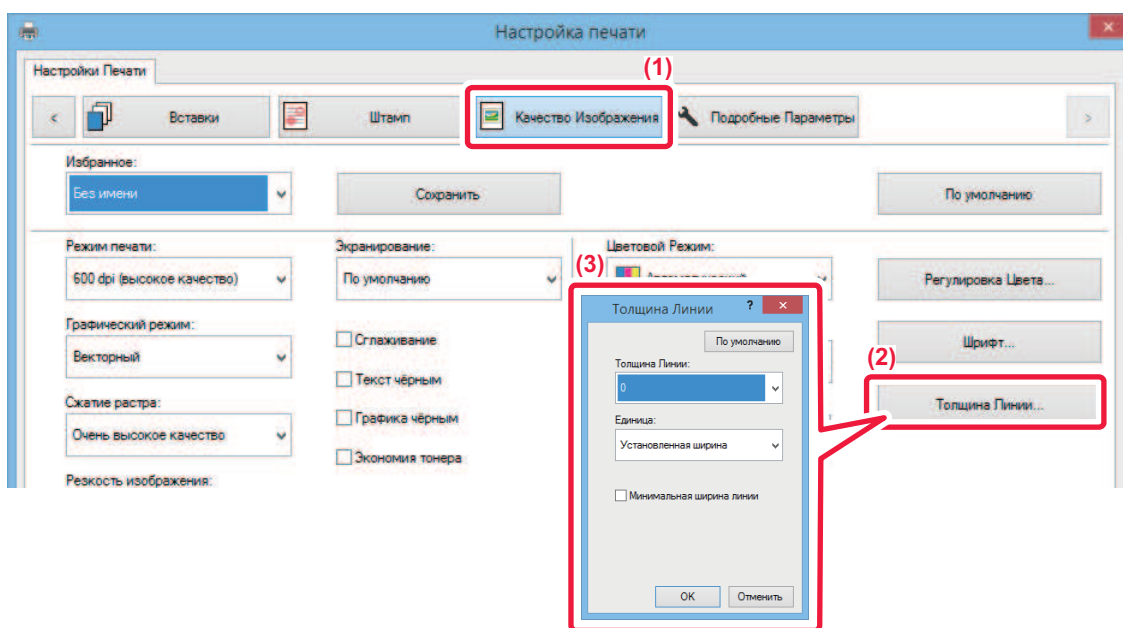 Настройка печати
Настройки Печати
(1)
< Вставки Штамп Качество Изображения Подробные Параметры >
Избранное:
Без имени Сохранить По умолчанию
Режим печати: Экранирование: Цветовой Режим:
(3)
600 dpi (высокое качество) По умолчанию Регулировка Цвета...
Толщина Линии ?
По умолчанию
Графический режим: Сглаживание Шрифт...
Векторный
(2)
Толщина Линии:
0
Текст чёрным
Сжатие растра: Толщина Линии...
Графика чёрным Единица:
Очень высокое качество Установленная ширина
Экономия тонера
Резкость изображения:
Минимальная ширина линии
OK Отменить